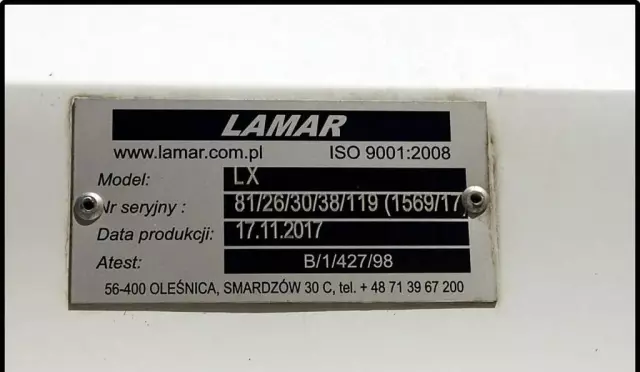 LAMAR
www.lamar.com.pl ISO 9001:2008
Model: LX
Nr seryjny : 81/26/30/38/119 (1569/17)
Data produkcji: 17.11.2017
Atest: B/1/427/98
56-400 OLEŚNICA, SMARDZÓW 30 C, tel. + 48 71 39 67 200